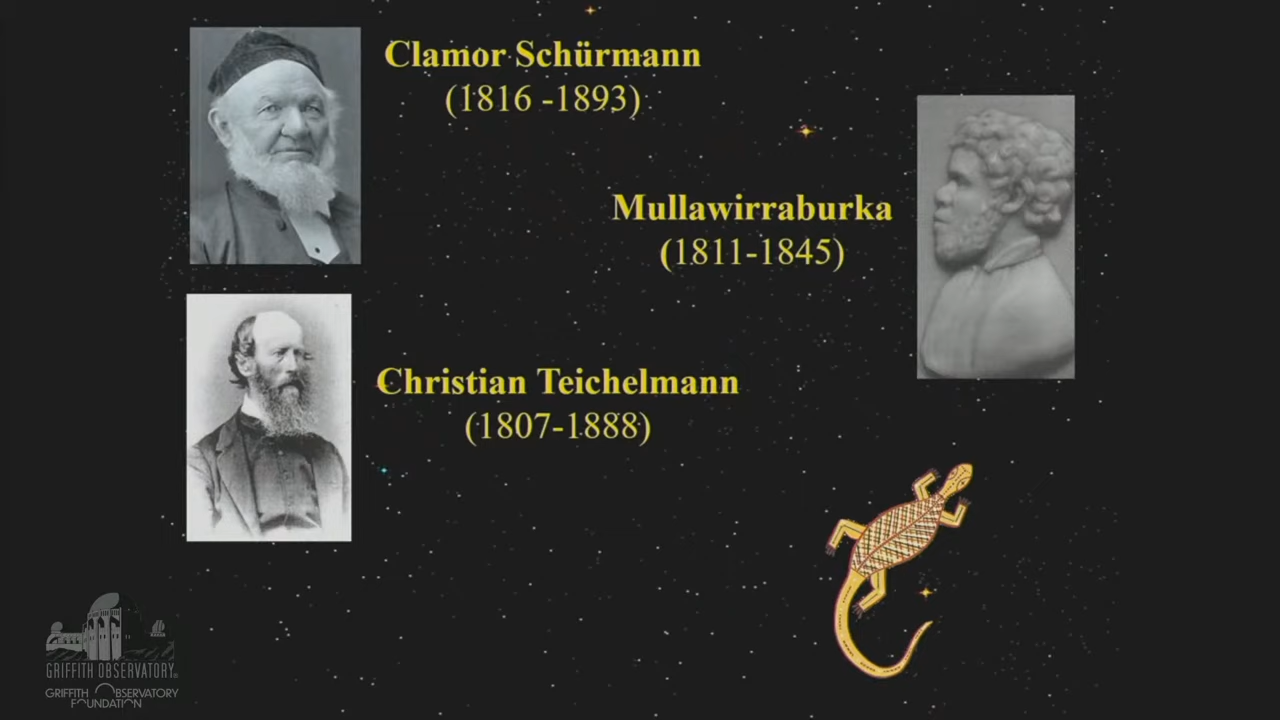 Clamor Schürmann
(1816 -1893)
Mullawirraburka
(1811-1845)
Christian Teichelmann
(1807-1888)
GRIFFITH OBSERVATORY
GRIFFITH OBSERVATORY
FOUNDATION